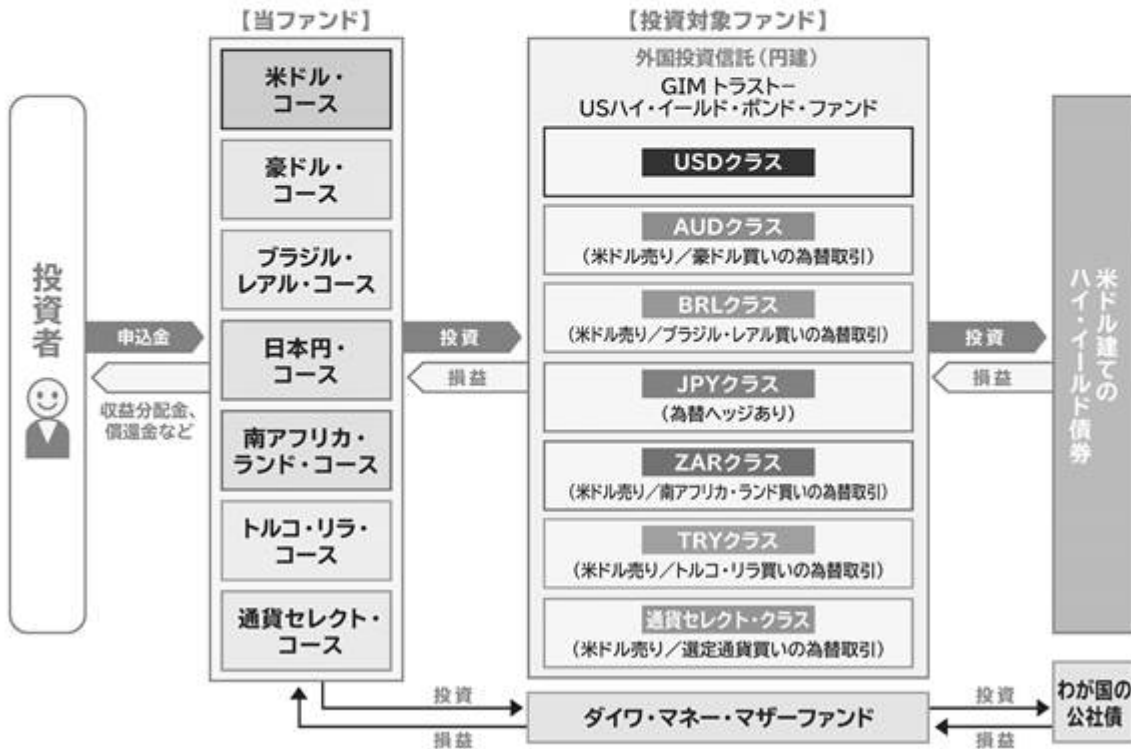 【当ファンド】
【投資対象ファンド】
投資者
申込金
収益分配金、
償還金など
米ドル・
コース
豪ドル・
コース
ブラジル・
レアル・コース
日本円・
コース
南アフリカ・
ランド・コース
トルコ・リラ・
コース
通貨セレクト・
コース
投資
損益
外国投資信託(円建)
GIM トラスト−
USハイ・イールド・ボンド・ファンド
USDクラス
AUDクラス
(米ドル売り/豪ドル買いの為替取引)
BRLクラス
(米ドル売り/ブラジル・レアル買いの為替取引)
JPYクラス
(為替ヘッジあり)
ZARクラス
(米ドル売り/南アフリカ・ランド買いの為替取引)
TRYクラス
(米ドル売り/トルコ・リラ買いの為替取引)
通貨セレクト・クラス
(米ドル売り/選定通貨買いの為替取引)
投資
損益
米ドル建ての
ハイ・イールド債券
投資
損益
ダイワ・マネー・マザーファンド
投資
損益
わが国の
公社債